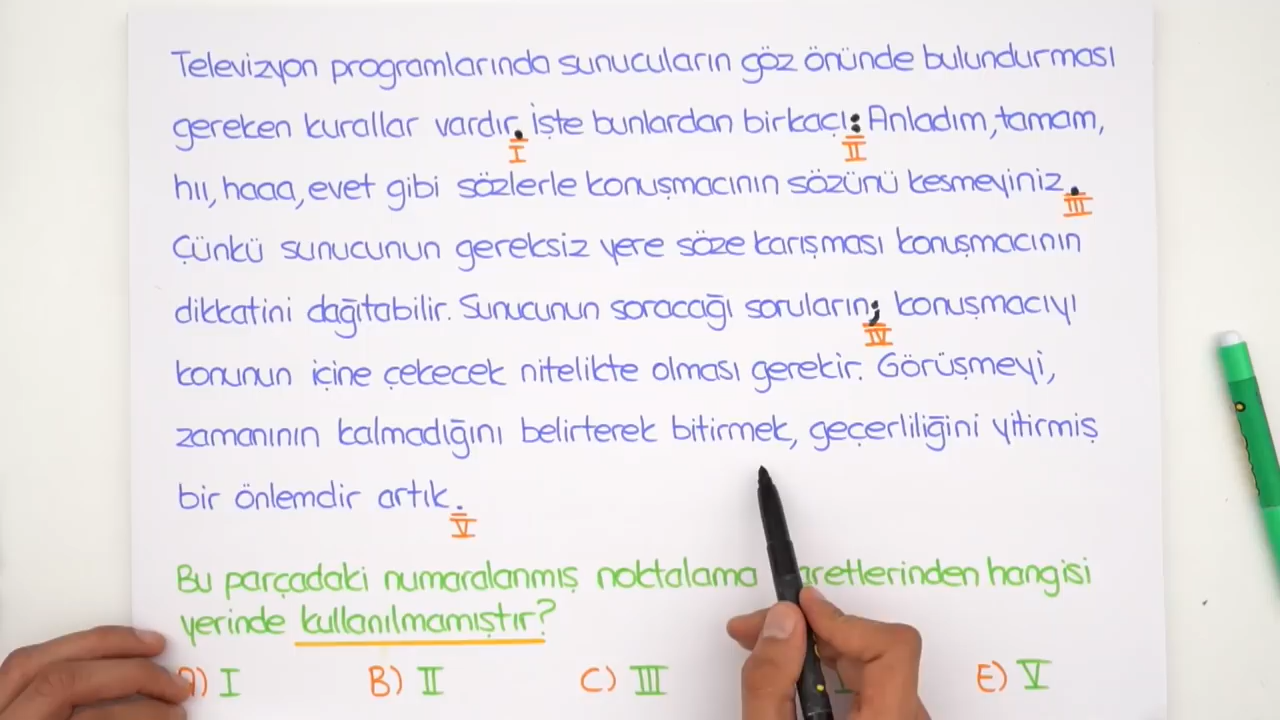 Televizyon programlarında sunucuların göz önünde bulundurması
gereken kurallar vardır. İşte bunlardan birkaçı: Anladım, tamam,
I II
hıı, haaa, evet gibi sözlerle konuşmacının sözünü kesmeyiniz.
III
Çünkü sunucunun gereksiz yere söze karışması konuşmacının
dikkatini dağıtabilir. Sunucunun soracağı soruların; konuşmacıyı
IV
konunun içine çekecek nitelikte olması gerekir. Görüşmeyi,
zamanının kalmadığını belirterek bitirmek, geçerliliğini yitirmiş
bir önlemdir artık.
V
Bu parçadaki numaralanmış noktalama hangisi
yerinde kullanılmamıştır?
A) I B) II C) III E) V